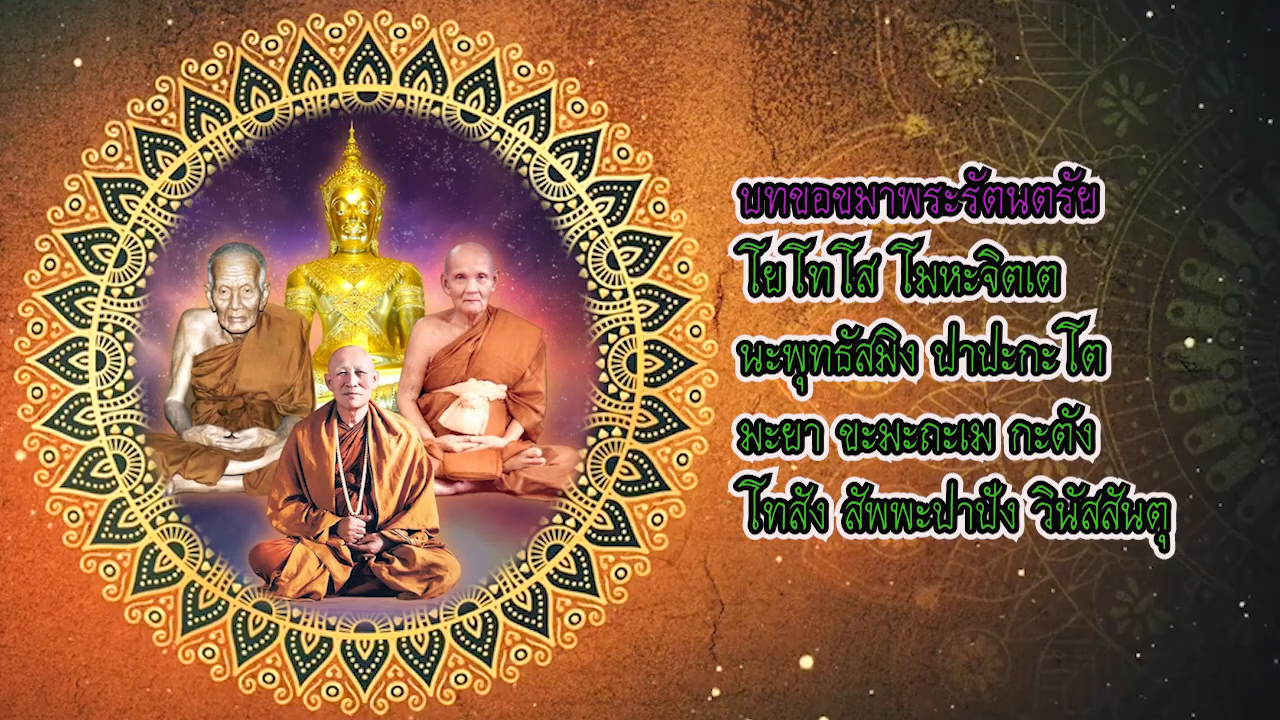 บทขอขมาพระรัตนตรัย
โยโทโส โมหะจิตเต
นะพุทธัสมิง ปาปะกะโต
มะยา ขะมะถะเม กะตัง
โทสัง สัพพะปาปัง วินัสสันตุ